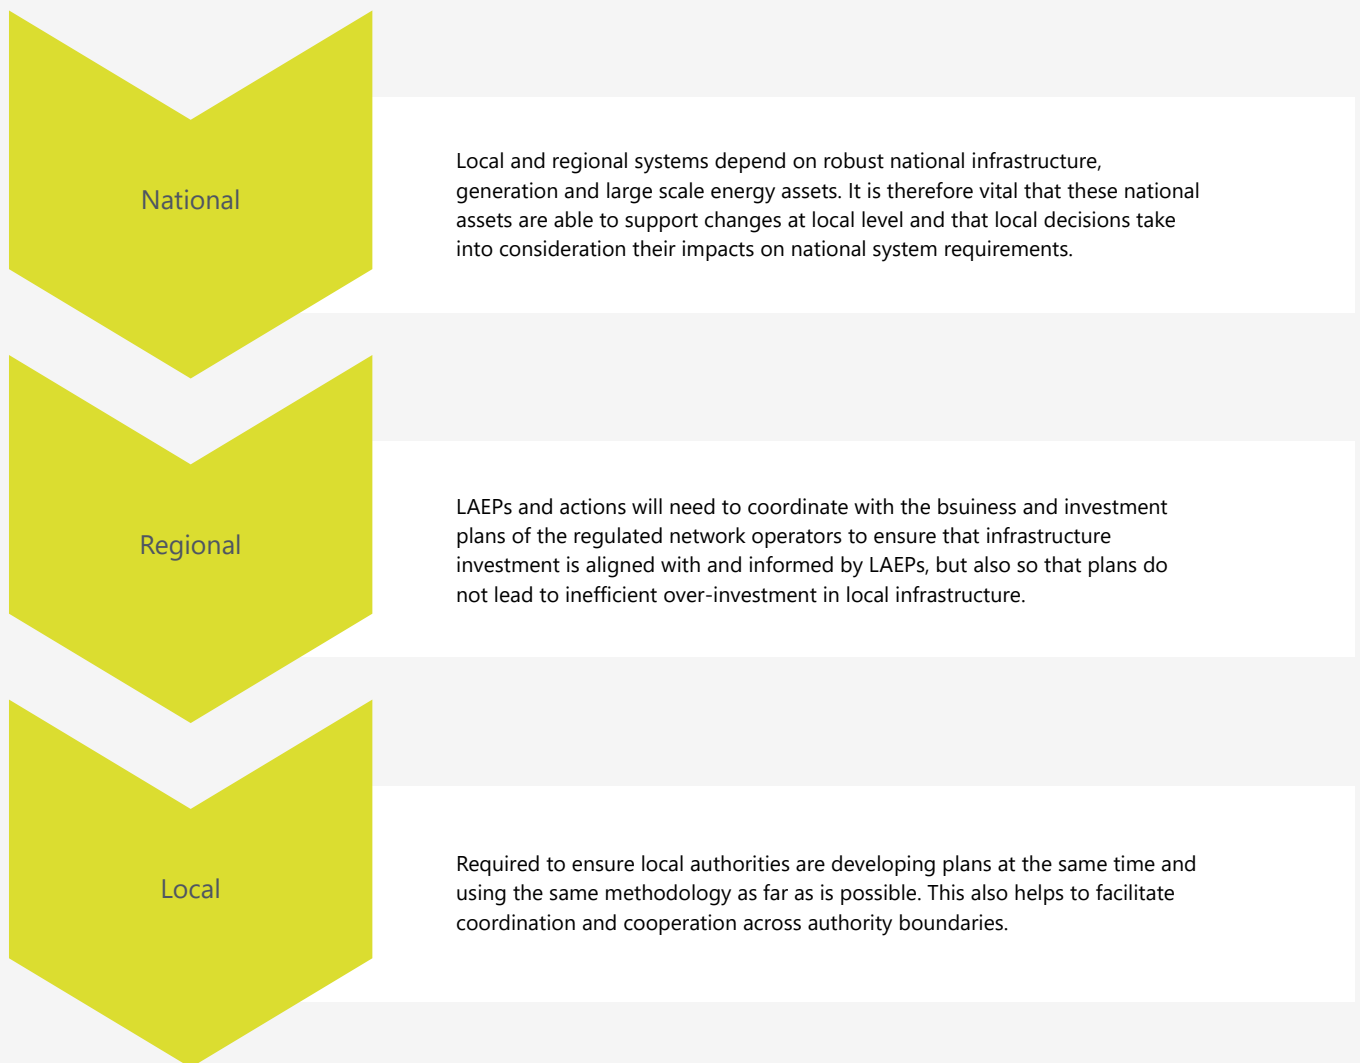 National
Local and regional systems depend on robust national infrastructure,
generation and large scale energy assets. It is therefore vital that these national
assets are able to support changes at local level and that local decisions take
into consideration their impacts on national system requirements.
Regional
LAEPs and actions will need to coordinate with the bsuiness and investment
plans of the regulated network operators to ensure that infrastructure
investment is aligned with and informed by LAEPs, but also so that plans do
not lead to inefficient over-investment in local infrastructure.
Local
Required to ensure local authorities are developing plans at the same time and
using the same methodology as far as is possible. This also helps to facilitate
coordination and cooperation across authority boundaries.